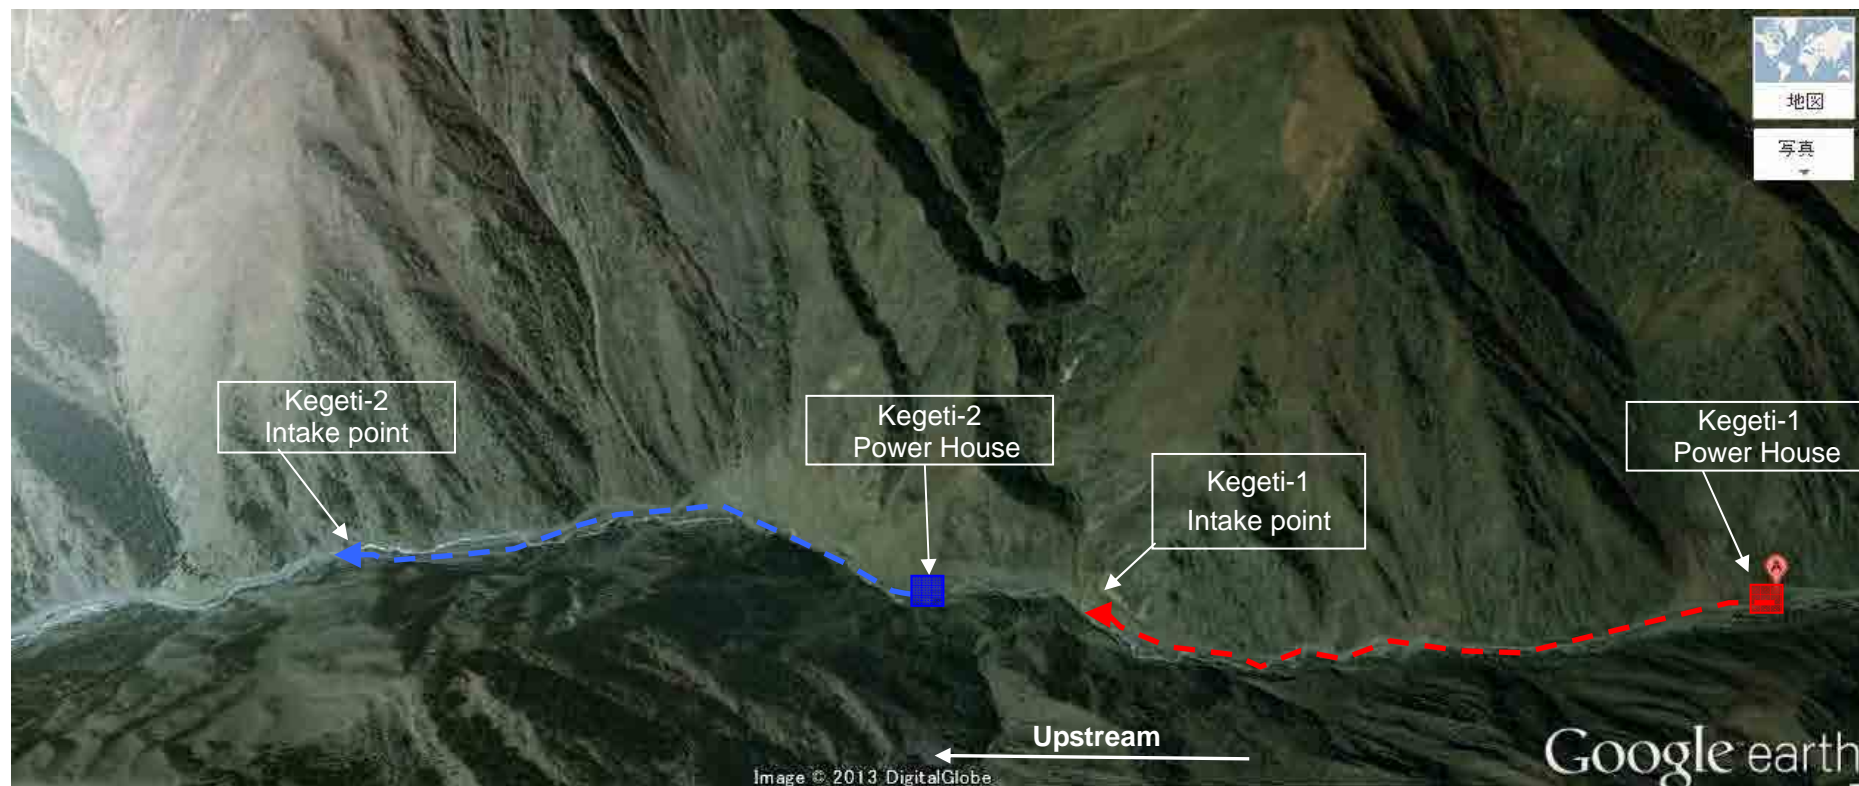 地図
写真
Kegeti-2
Intake point
Kegeti-2
Power House
Kegeti-1
Intake point
Kegeti-1
Power House
A
Upstream
Image © 2013 DigitalGlobe
Google earth